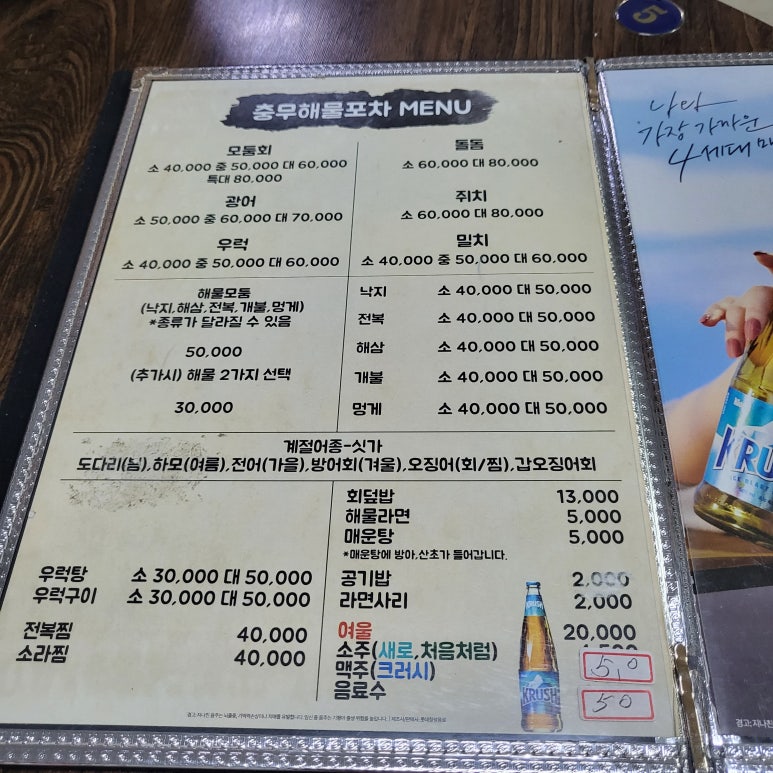 5
충무해물포차 MENU
모둠회
소 40,000 중 50,000 대 60,000
특대 80,000
돌돔
소 60,000 대 80,000
광어
소 50,000 중 60,000 대 70,000
쥐치
소 60,000 대 80,000
우럭
소 40,000 중 50,000 대 60,000
밀치
소 40,000 중 50,000 대 60,000
해물모둠
(낙지,해삼,전복,개불,멍게)
*종류가 달라질 수 있음
50,000
(추가시) 해물 2가지 선택
30,000
낙지 소 40,000 대 50,000
전복 소 40,000 대 50,000
해삼 소 40,000 대 50,000
개불 소 40,000 대 50,000
멍게 소 40,000 대 50,000
계절어종-싯가
도다리(봄),하모(여름),전어(가을),방어회(겨울),오징어(회/찜),갑오징어회
우럭탕 소 30,000 대 50,000
우럭구이 소 30,000 대 50,000
전복찜 40,000
소라찜 40,000
회덮밥 13,000
해물라면 5,000
매운탕 5,000
*매운탕에 방아,산초가 들어갑니다.
공기밥 2,000
라면사리 2,000
여울 20,000
소주(새로,처음처럼)
맥주(크러시) 5,0
음료수 50
KRUSH
KRUSH
나다
가장 가까운
4세대
KRU